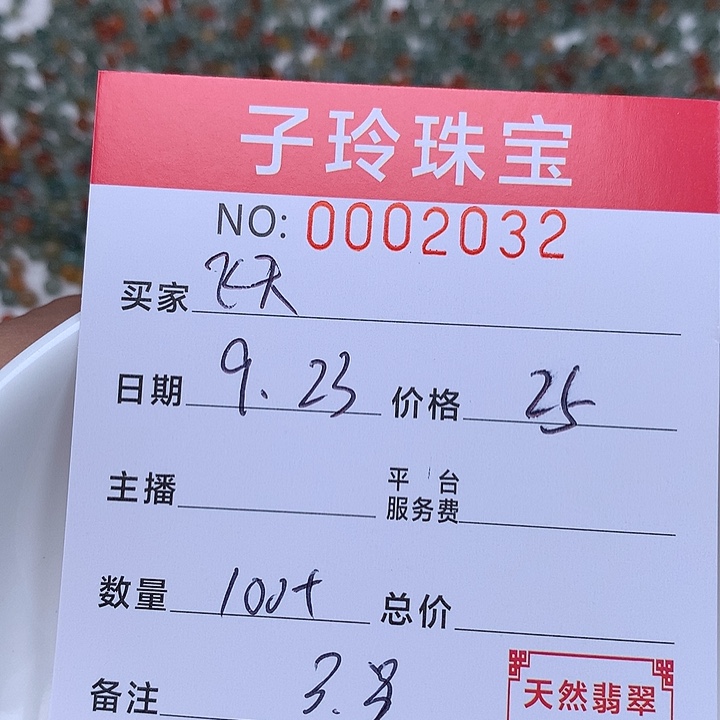 子玲珠宝
NO: 0002032
买家 飞天
日期 9.23 价格 25
主播 平台服务费
数量 100+ 总价
备注 3.8
天然翡翠